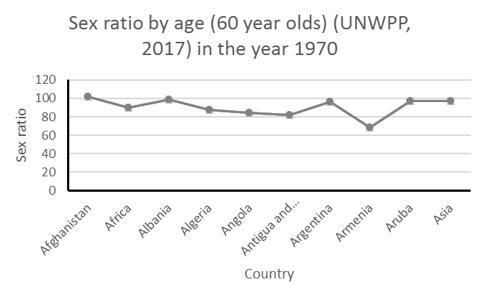 Sex ratio by age (60 year olds) (UNWPP,
2017) in the year 1970
120
100
80
60
40
20
0
Sex ratio
Afghanistan
Africa
Albania
Algeria
Angola
Antigua and...
Argentina
Armenia
Aruba
Asia
Country